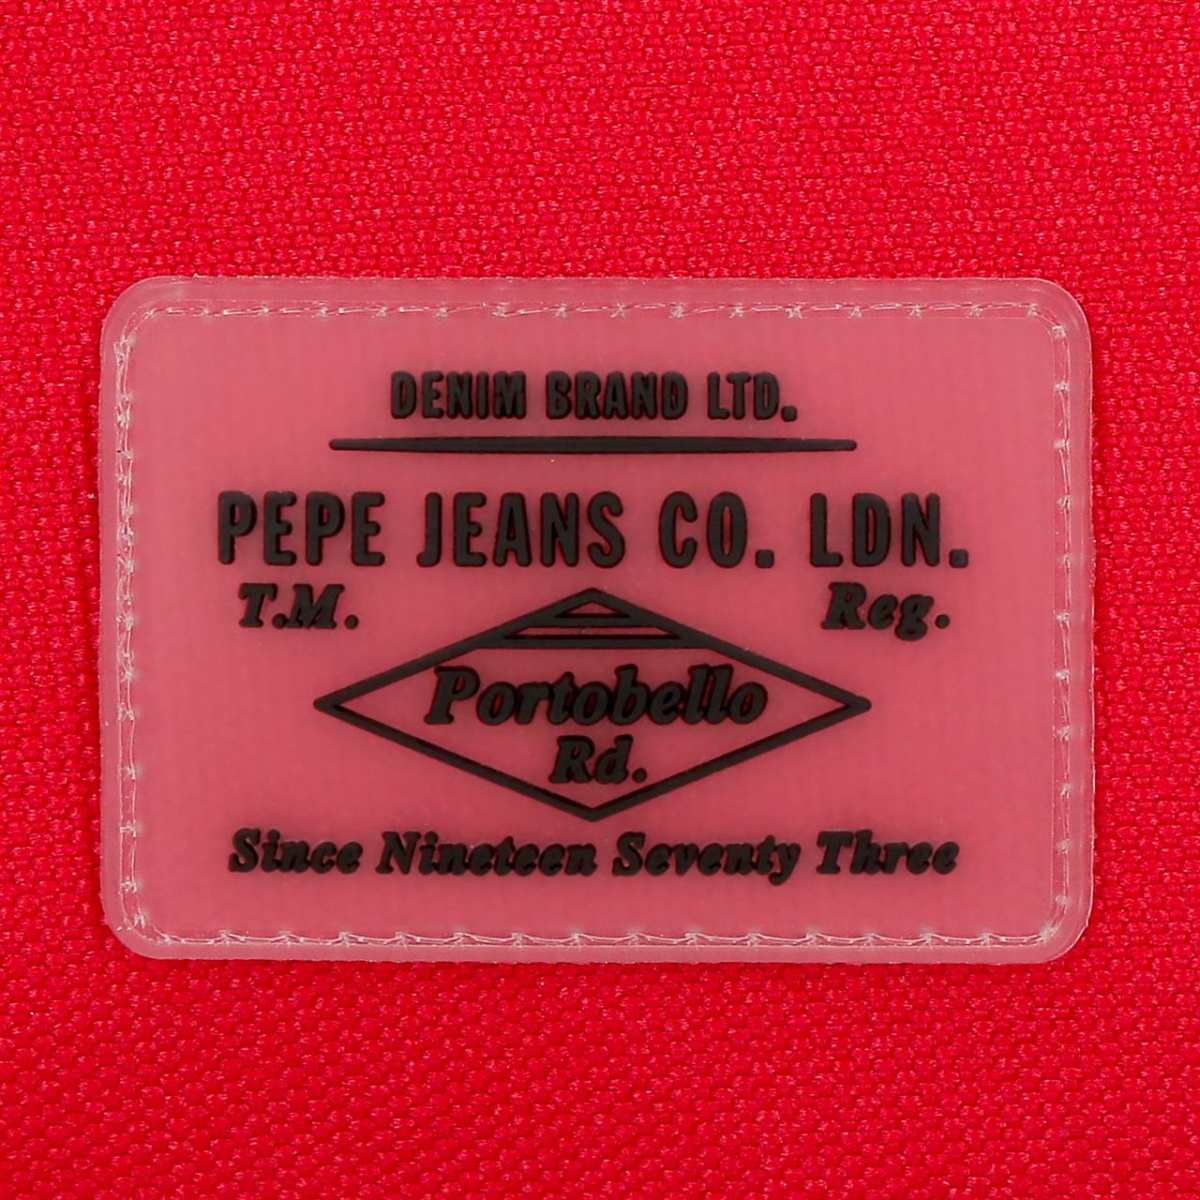 DENIM BRAND LTD.
PEPE JEANS CO. LDN.
T.M. Reg.
Portobello
Rd.
Since Nineteen Seventy Three